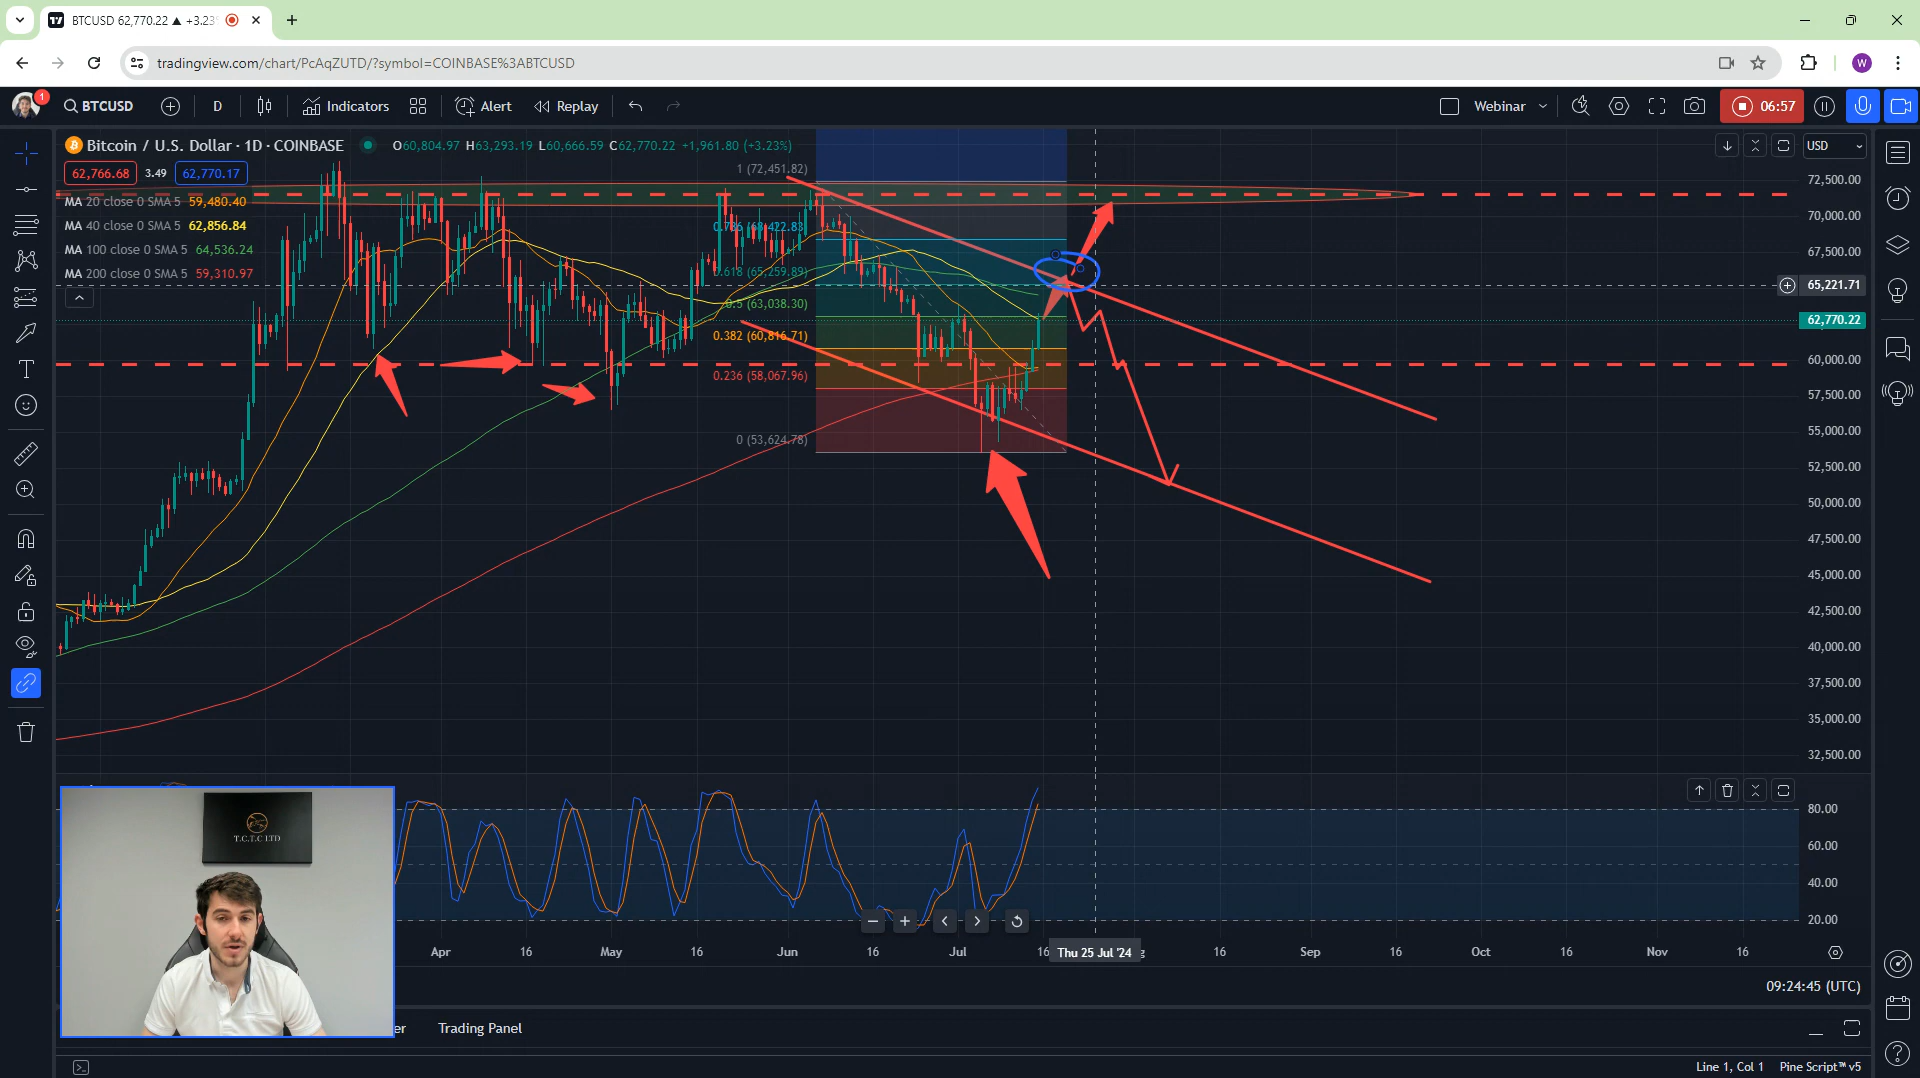 BTCUSD 62,770.22 ▲ +3.23
tradingview.com/chart/PcAqZUTD/?symbol=COINBASE%3ABTCUSD
W
1
BTCUSD
D
Indicators
Alert
Replay
Webinar
06:57
Bitcoin / U.S. Dollar · 1D · COINBASE
O60,804.97 H63,293.19 L60,666.59 C62,770.22 +1,961.80 (+3.23%)
USD
62,766.68 3.49 62,770.17
MA 20 close 0 SMA 5 59,480.40
MA 40 close 0 SMA 5 62,856.84
MA 100 close 0 SMA 5 64,536.24
MA 200 close 0 SMA 5 59,310.97
1 (72,451.82)
0.618 (65,259.89)
0.5 (63,038.30)
0.382 (60,816.71)
0.236 (58,067.96)
0 (53,624.78)
72,500.00
70,000.00
67,500.00
65,221.71
62,770.22
60,000.00
57,500.00
55,000.00
52,500.00
50,000.00
47,500.00
45,000.00
42,500.00
40,000.00
37,500.00
35,000.00
32,500.00
80.00
60.00
40.00
20.00
T.C.T.C LTD
Apr 16 May 16 Jun 16 Jul 16 Thu 25 Jul '24 16 Sep 16 Oct 16 Nov 16
09:24:45 (UTC)
Trading Panel
Line 1, Col 1 Pine Script™ v5